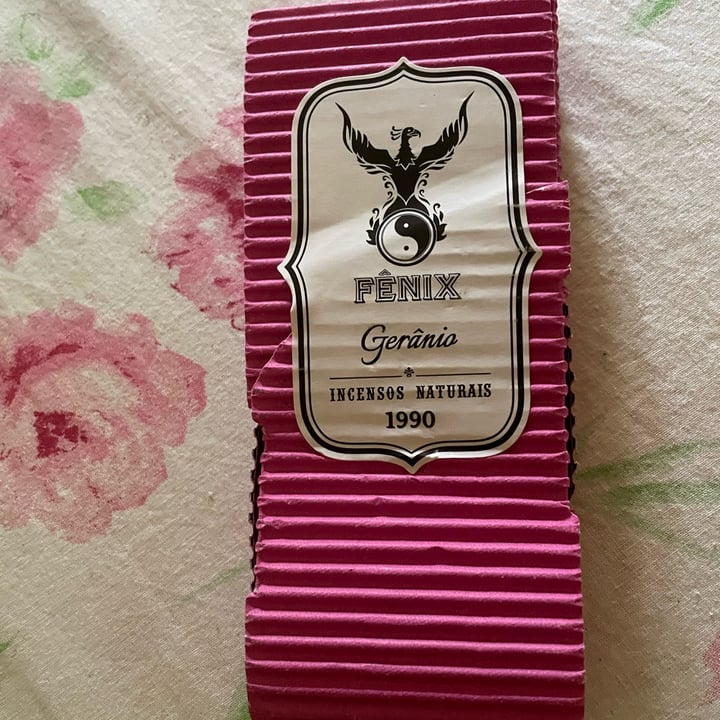 FÊNIX
Gerânio
INCENSOS NATURAIS
1990